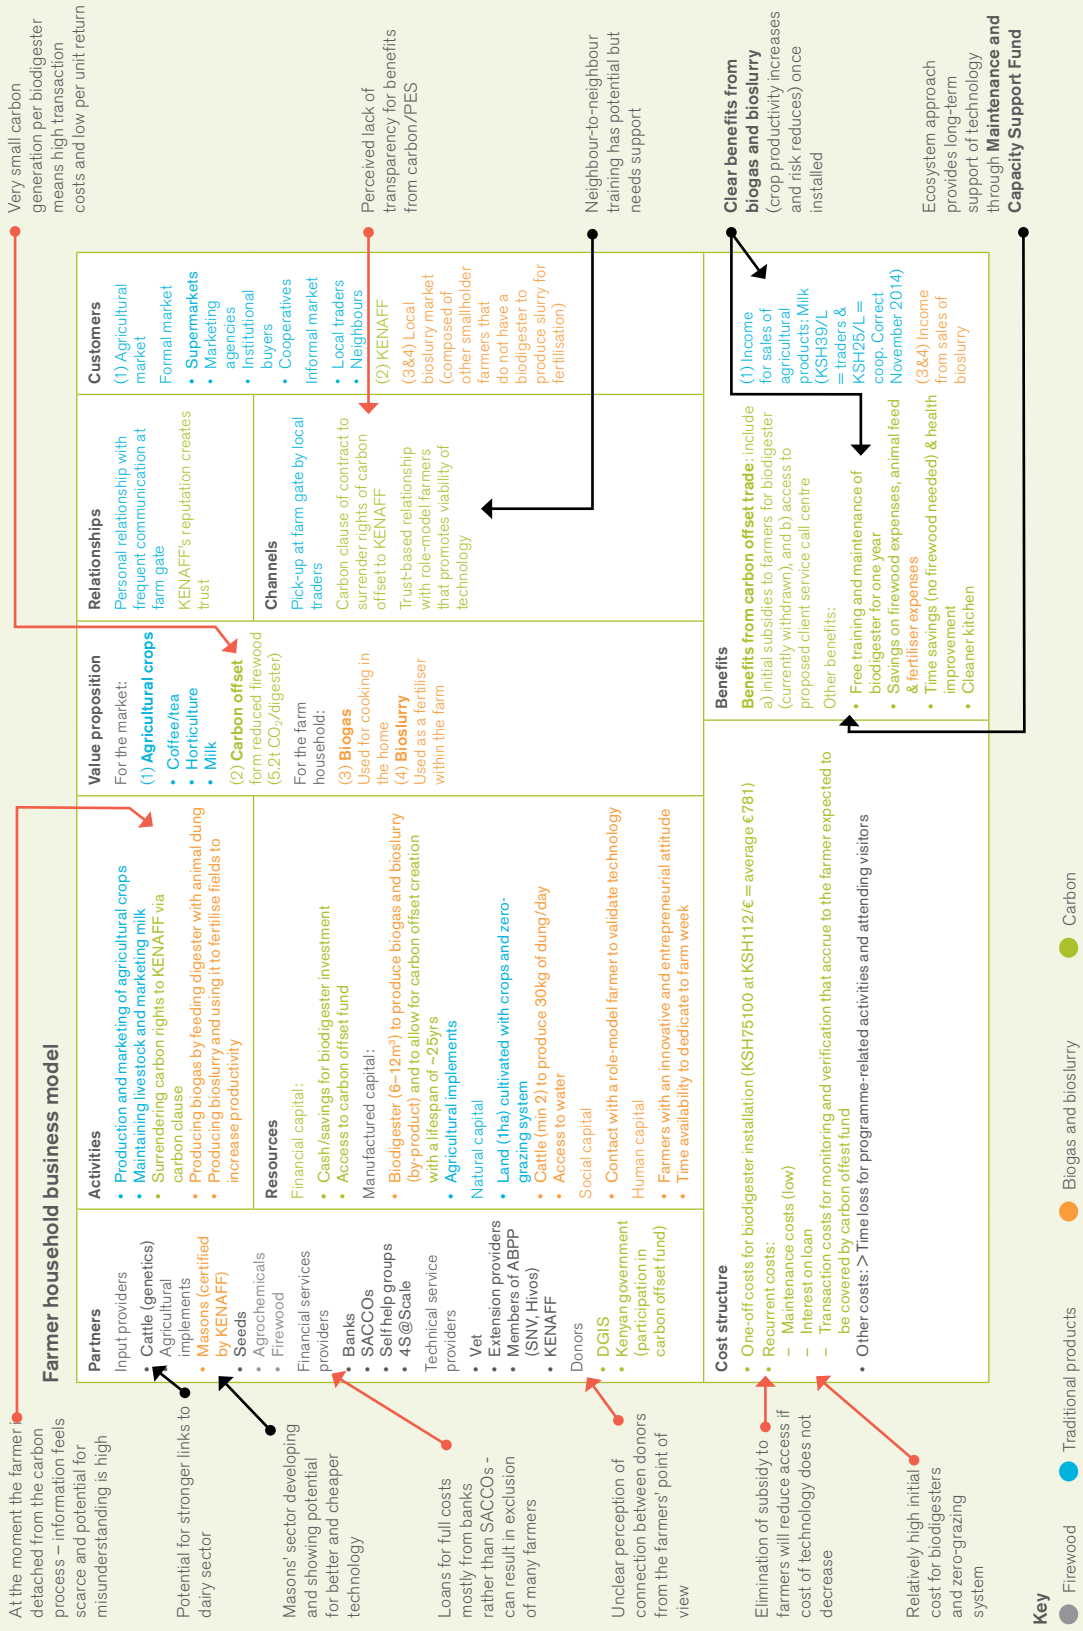 At the moment the farmer is
detached from the carbon
process – information feels
scarce and potential for
misunderstanding is high
Potential for stronger links to
dairy sector
Masons' sector developing
and showing potential
for better and cheaper
technology
Loans for full costs
mostly from banks
rather than SACCOs -
can result in exclusion
of many farmers
Unclear perception of
connection between donors
from the farmers' point of
view
Elimination of subsidy to
farmers will reduce access if
cost of technology does not
decrease
Relatively high initial
cost for biodigesters
and zero-grazing
system
Farmer household business model
Partners
Input providers
• Cattle (genetics)
• Agricultural
implements
• Masons (certified
by KENAFF)
• Seeds
• Agrochemicals
• Firewood
Financial services
providers
• Banks
• SACCOs
• Self help groups
• 4S@Scale
Technical service
providers
• Vet
• Extension providers
• Members of ABPP
(SNV, Hivos)
• KENAFF
Donors
• DGIS
• Kenyan government
(participation in
carbon offset fund)
Activities
• Production and marketing of agricultural crops
• Maintaining livestock and marketing milk
• Surrendering carbon rights to KENAFF via
carbon clause
• Producing biogas by feeding digester with animal dung
• Producing bioslurry and using it to fertilise fields to
increase productivity
Resources
Financial capital:
• Cash/savings for biodigester investment
• Access to carbon offset fund
Manufactured capital:
• Biodigester (6–12m³) to produce biogas and bioslurry
(by-product) and to allow for carbon offset creation
with a lifespan of ~25yrs
• Agricultural implements
Natural capital
• Land (1ha) cultivated with crops and zero-
grazing system
• Cattle (min 2) to produce 30kg of dung/day
• Access to water
Social capital
• Contact with a role-model farmer to validate technology
Human capital
• Farmers with an innovative and entrepreneurial attitude
• Time availability to dedicate to farm week
Value proposition
For the market:
(1) Agricultural crops
• Coffee/tea
• Horticulture
• Milk
(2) Carbon offset
form reduced firewood
(5.2t CO₂/digester)
For the farm
household:
(3) Biogas
Used for cooking in
the home
(4) Bioslurry
Used as a fertiliser
within the farm
Relationships
Personal relationship with
frequent communication at
farm gate
KENAFF's reputation creates
trust
Channels
Pick-up at farm gate by local
traders
Carbon clause of contract to
surrender rights of carbon
offset to KENAFF
Trust-based relationship
with role-model farmers
that promotes viability of
technology
Customers
(1) Agricultural
market
Formal market
• Supermarkets
• Marketing
agencies
• Institutional
buyers
• Cooperatives
Informal market
• Local traders
• Neighbours
(2) KENAFF
(3&4) Local
bioslurry market
(composed of
other smallholder
farmers that
do not have a
biodigester to
produce slurry for
fertilisation)
Cost structure
• One-off costs for biodigester installation (KSH75100 at KSH112/€ = average €781)
• Recurrent costs:
– Maintenance costs (low)
– Interest on loan
– Transaction costs for monitoring and verification that accrue to the farmer expected to
be covered by carbon offest fund
• Other costs: > Time loss for programme-related activities and attending visitors
Benefits
Benefits from carbon offset trade: include
a) initial subsidies to farmers for biodigester
(currently withdrawn), and b) access to
proposed client service call centre
Other benefits:
• Free training and maintenance of
biodigester for one year
• Savings on firewood expenses, animal feed
& fertiliser expenses
• Time savings (no firewood needed) & health
improvement
• Cleaner kitchen
(1) Income
for sales of
agricultural
products: Milk
(KSH39/L
= traders &
KSH25/L =
coop. Correct
November 2014)
(3&4) Income
from sales of
bioslurry
Very small carbon
generation per biodigester
means high transaction
costs and low per unit return
Perceived lack of
transparency for benefits
from carbon/PES
Neighbour-to-neighbour
training has potential but
needs support
Clear benefits from
biogas and bioslurry
(crop productivity increases
and risk reduces) once
installed
Ecosystem approach
provides long-term
support of technology
through Maintenance and
Capacity Support Fund
Key
Firewood
Traditional products
Biogas and bioslurry
Carbon